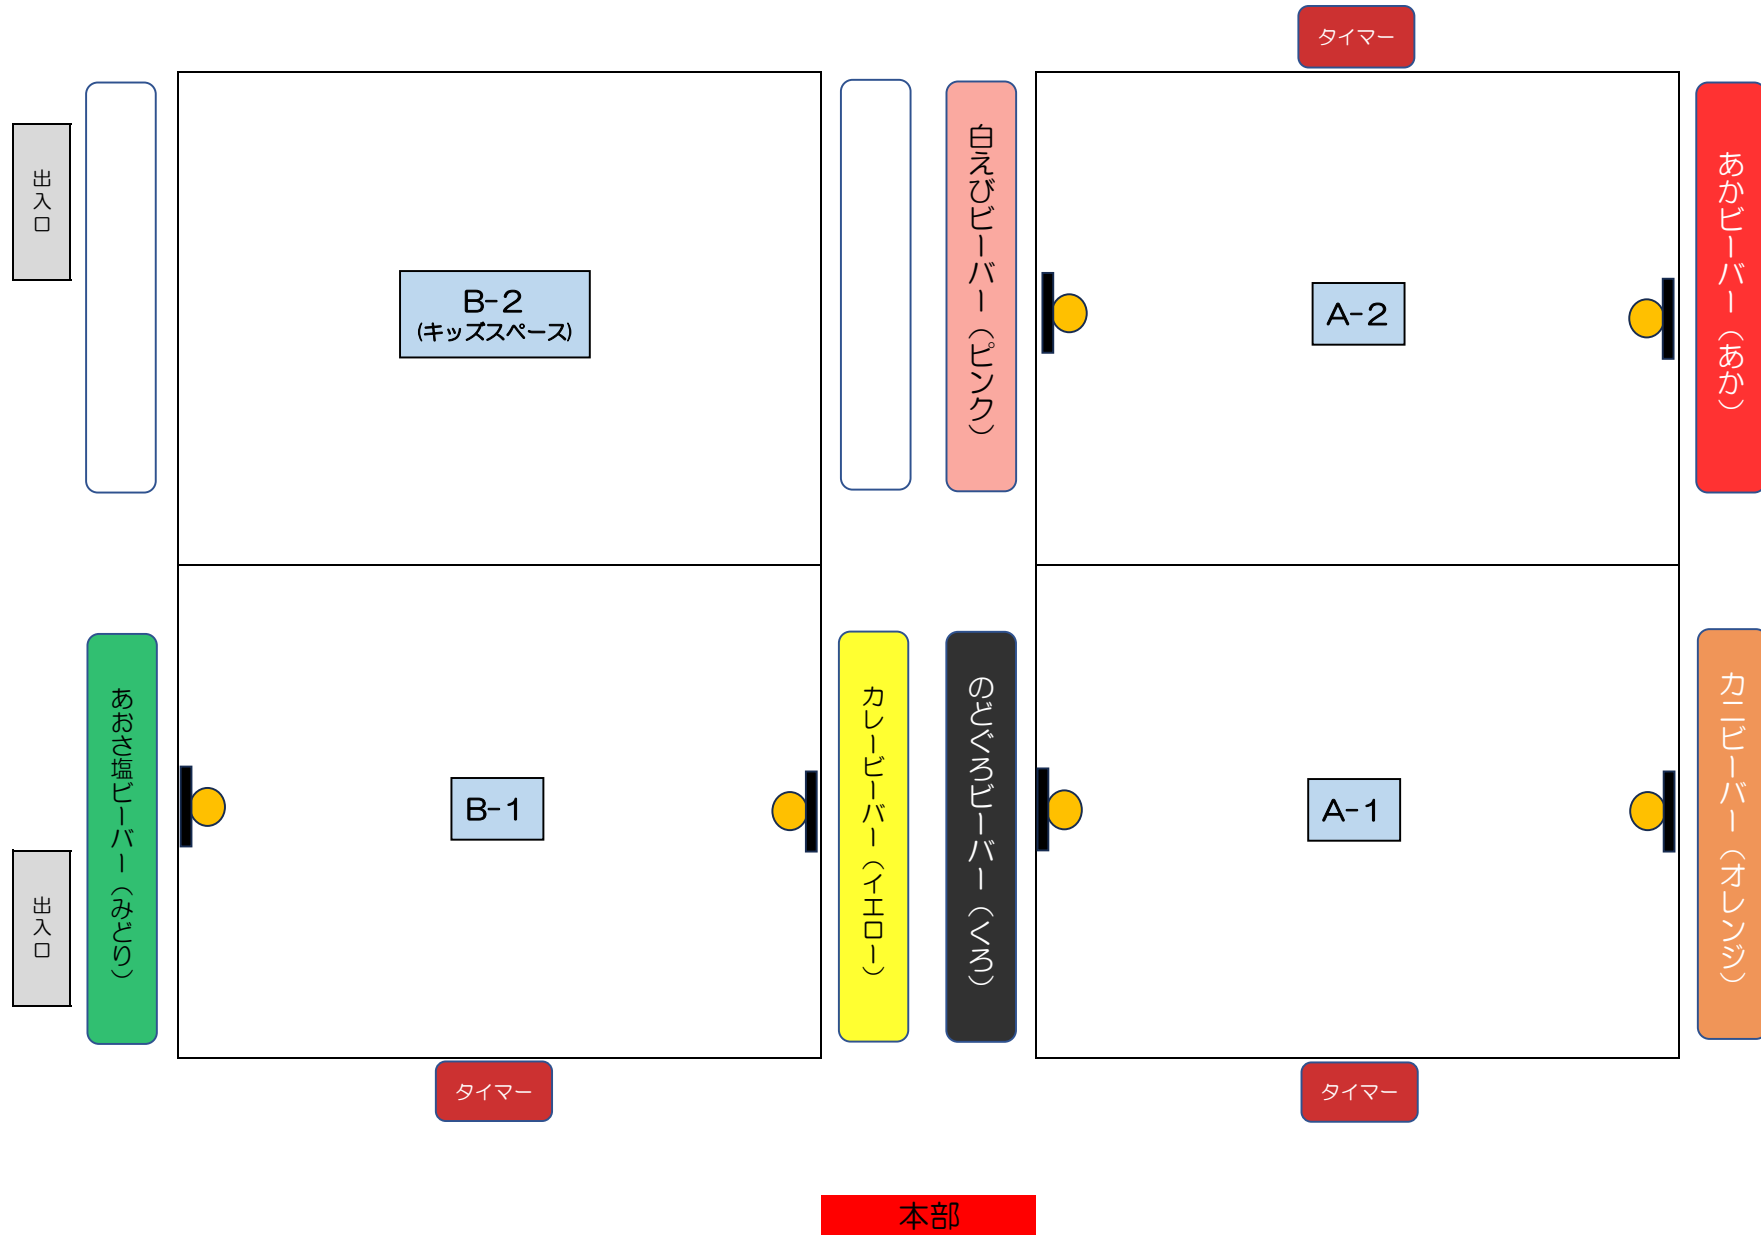 タイマー
出入口
白えびビーバー（ピンク）
あかビーバー（あか）
B-2
(キッズスペース)
A-2
あおさ塩ビーバー（みどり）
カレービーバー（イエロー）
のどぐろビーバー（くろ）
カニビーバー（オレンジ）
B-1
A-1
出入口
タイマー
タイマー
本部